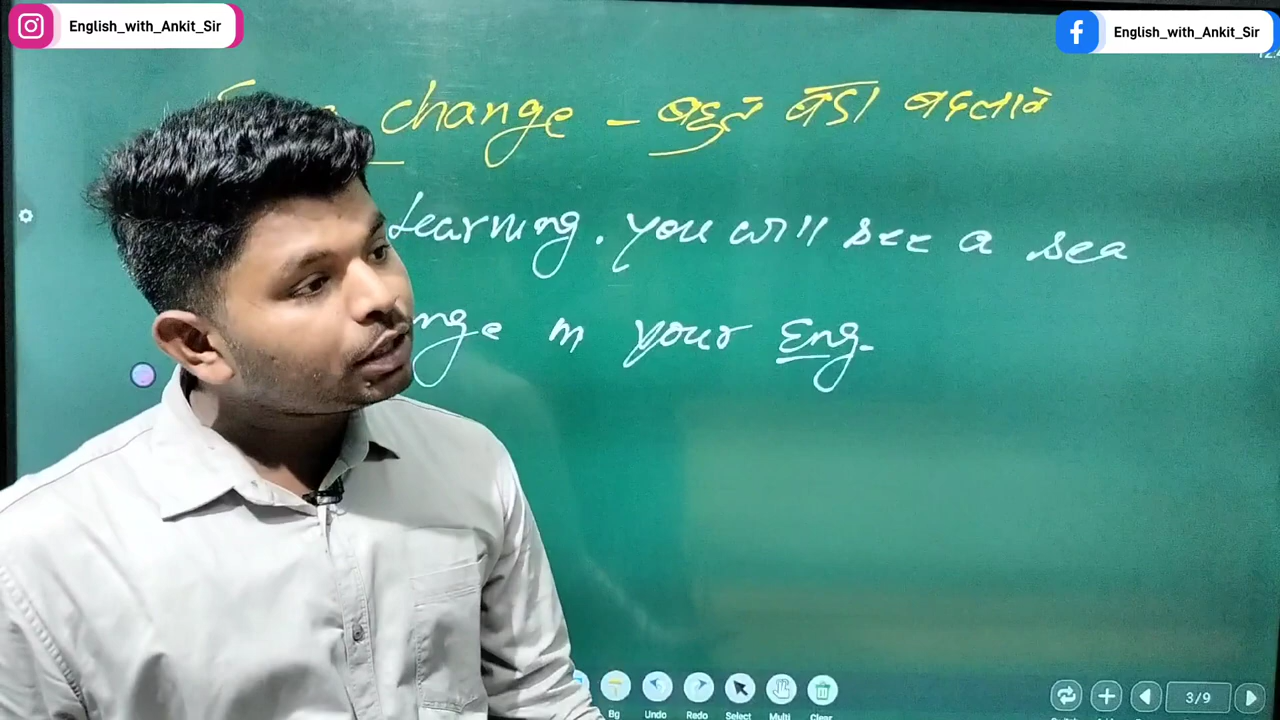 English_with_Ankit_Sir
English_with_Ankit_Sir
change - बहुत बड़ा बदलाव
learning. you will see a sea
nge in your Eng.
Bg Undo Redo Select Multi Clear
3/9